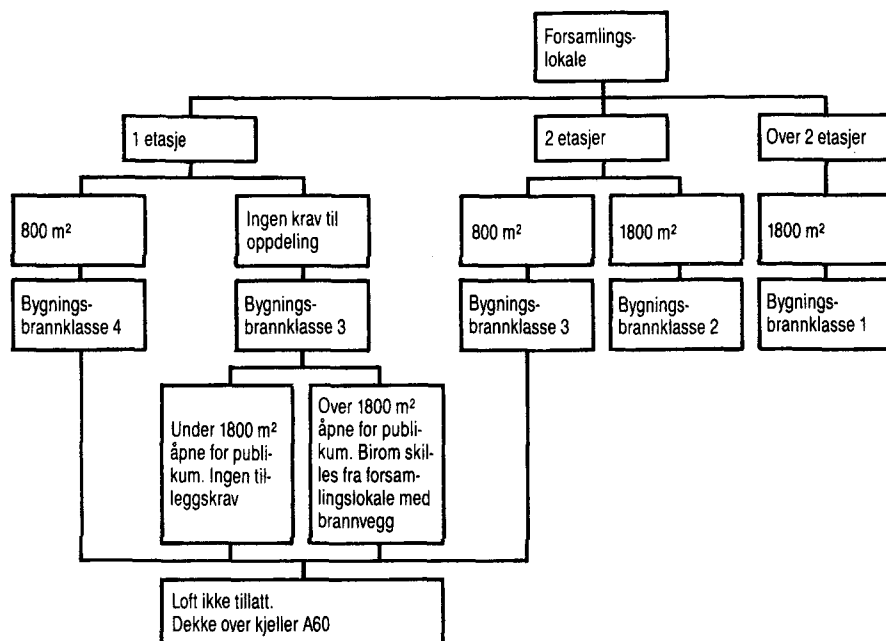 Forsamlings-
lokale
1 etasje
2 etasjer
Over 2 etasjer
800 m²
Ingen krav til
oppdeling
800 m²
1800 m²
1800 m²
Bygnings-
brannklasse 4
Bygnings-
brannklasse 3
Bygnings-
brannklasse 3
Bygnings-
brannklasse 2
Bygnings-
brannklasse 1
Under 1800 m²
åpne for publi-
kum. Ingen til-
leggskrav
Over 1800 m²
åpne for publi-
kum. Birom skil-
les fra forsam-
lingslokale med
brannvegg
Loft ikke tillatt.
Dekke over kjeller A60